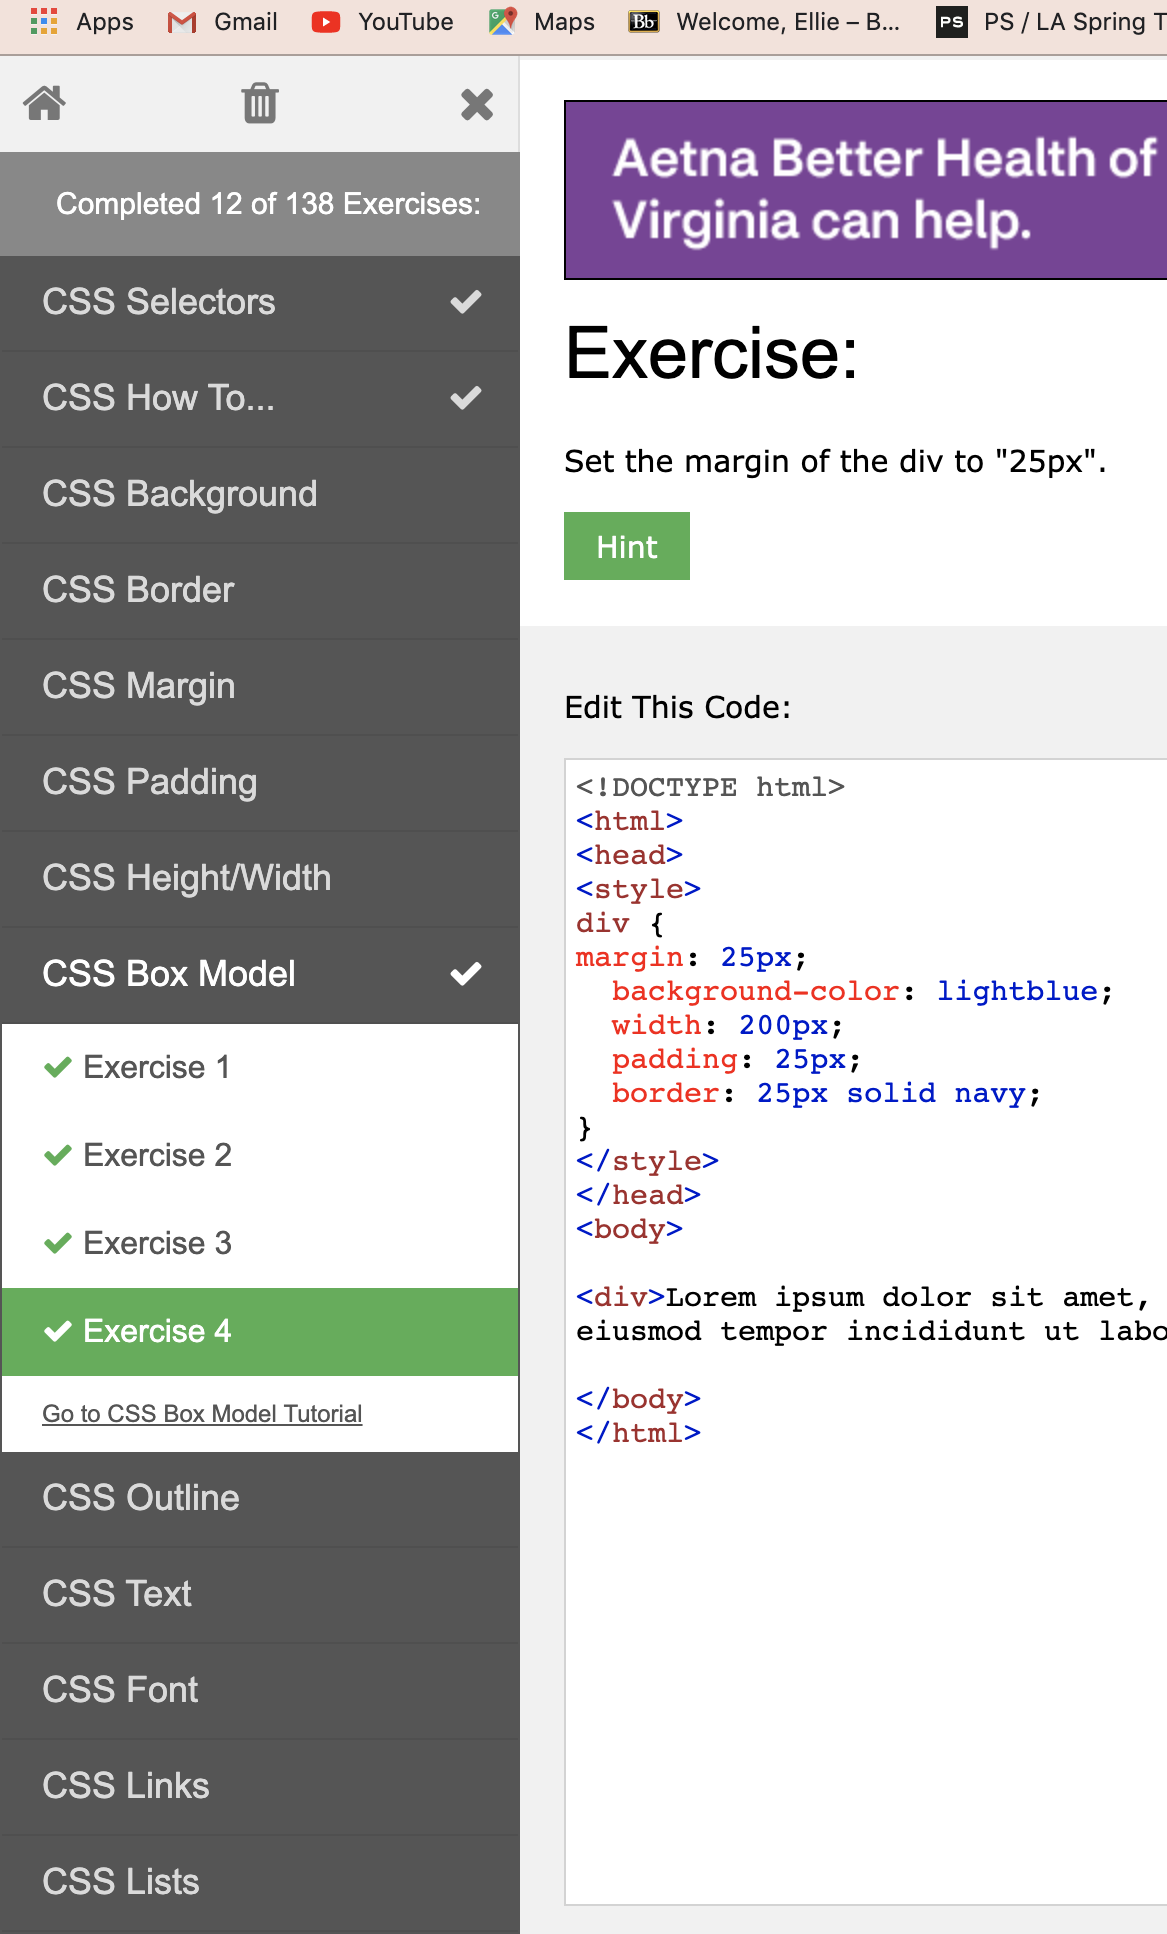 Apps Gmail YouTube Maps Bb Welcome, Ellie – B... PS PS / LA Spring T
Completed 12 of 138 Exercises:
CSS Selectors
CSS How To...
CSS Background
CSS Border
CSS Margin
CSS Padding
CSS Height/Width
CSS Box Model
Exercise 1
Exercise 2
Exercise 3
Exercise 4
Go to CSS Box Model Tutorial
CSS Outline
CSS Text
CSS Font
CSS Links
CSS Lists
Aetna Better Health of
Virginia can help.
Exercise:
Set the margin of the div to "25px".
Hint
Edit This Code:
<!DOCTYPE html>
<html>
<head>
<style>
div {
margin: 25px;
  background-color: lightblue;
  width: 200px;
  padding: 25px;
  border: 25px solid navy;
}
</style>
</head>
<body>
<div>Lorem ipsum dolor sit amet,
eiusmod tempor incididunt ut labo
</body>
</html>